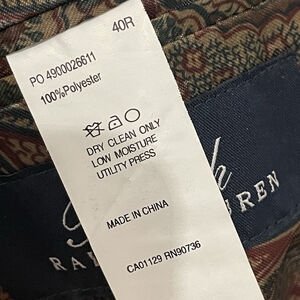 40R
PO 4900026611
100%Polyester
DRY CLEAN ONLY
LOW MOISTURE
UTILITY PRESS
MADE IN CHINA
CA01129 RN90736